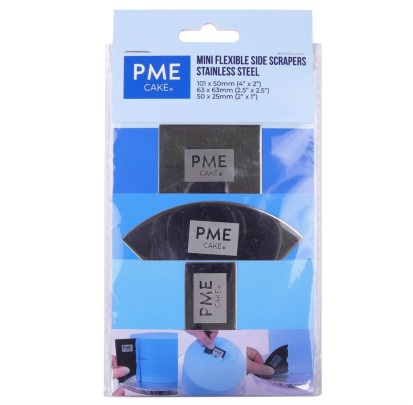 PME
CAKE®
MINI FLEXIBLE SIDE SCRAPERS
STAINLESS STEEL
101 x 50mm (4" x 2")
63 x 63mm (2.5" x 2.5")
50 x 25mm (2" x 1")
PME
CAKE®
PME
CAKE®
PME
CAKE®